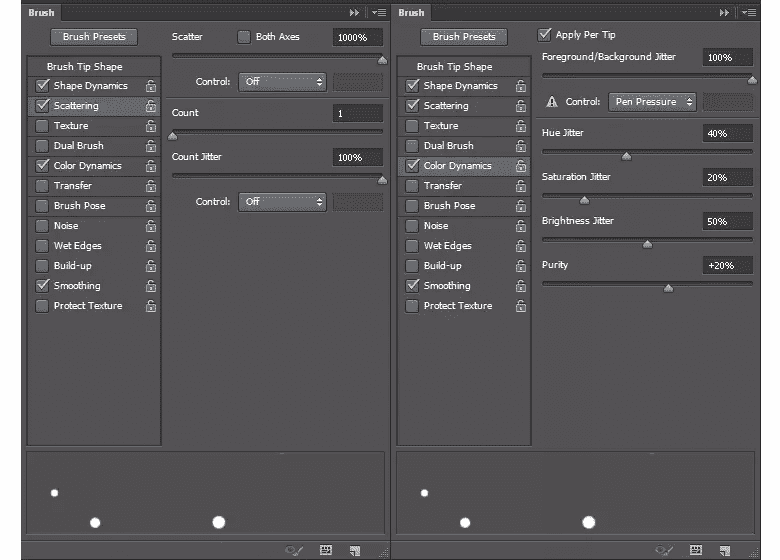 Brush
Brush Presets
Scatter Both Axes 1000%
Brush Tip Shape
Shape Dynamics
Control: Off
Scattering
Count 1
Texture
Dual Brush
Count Jitter 100%
Color Dynamics
Transfer
Control: Off
Brush Pose
Noise
Wet Edges
Build-up
Smoothing
Protect Texture
Brush
Brush Presets
Apply Per Tip
Foreground/Background Jitter 100%
Brush Tip Shape
Shape Dynamics
Control: Pen Pressure
Scattering
Texture
Hue Jitter 40%
Dual Brush
Color Dynamics
Saturation Jitter 20%
Transfer
Brush Pose
Brightness Jitter 50%
Noise
Wet Edges
Build-up
Purity +20%
Smoothing
Protect Texture